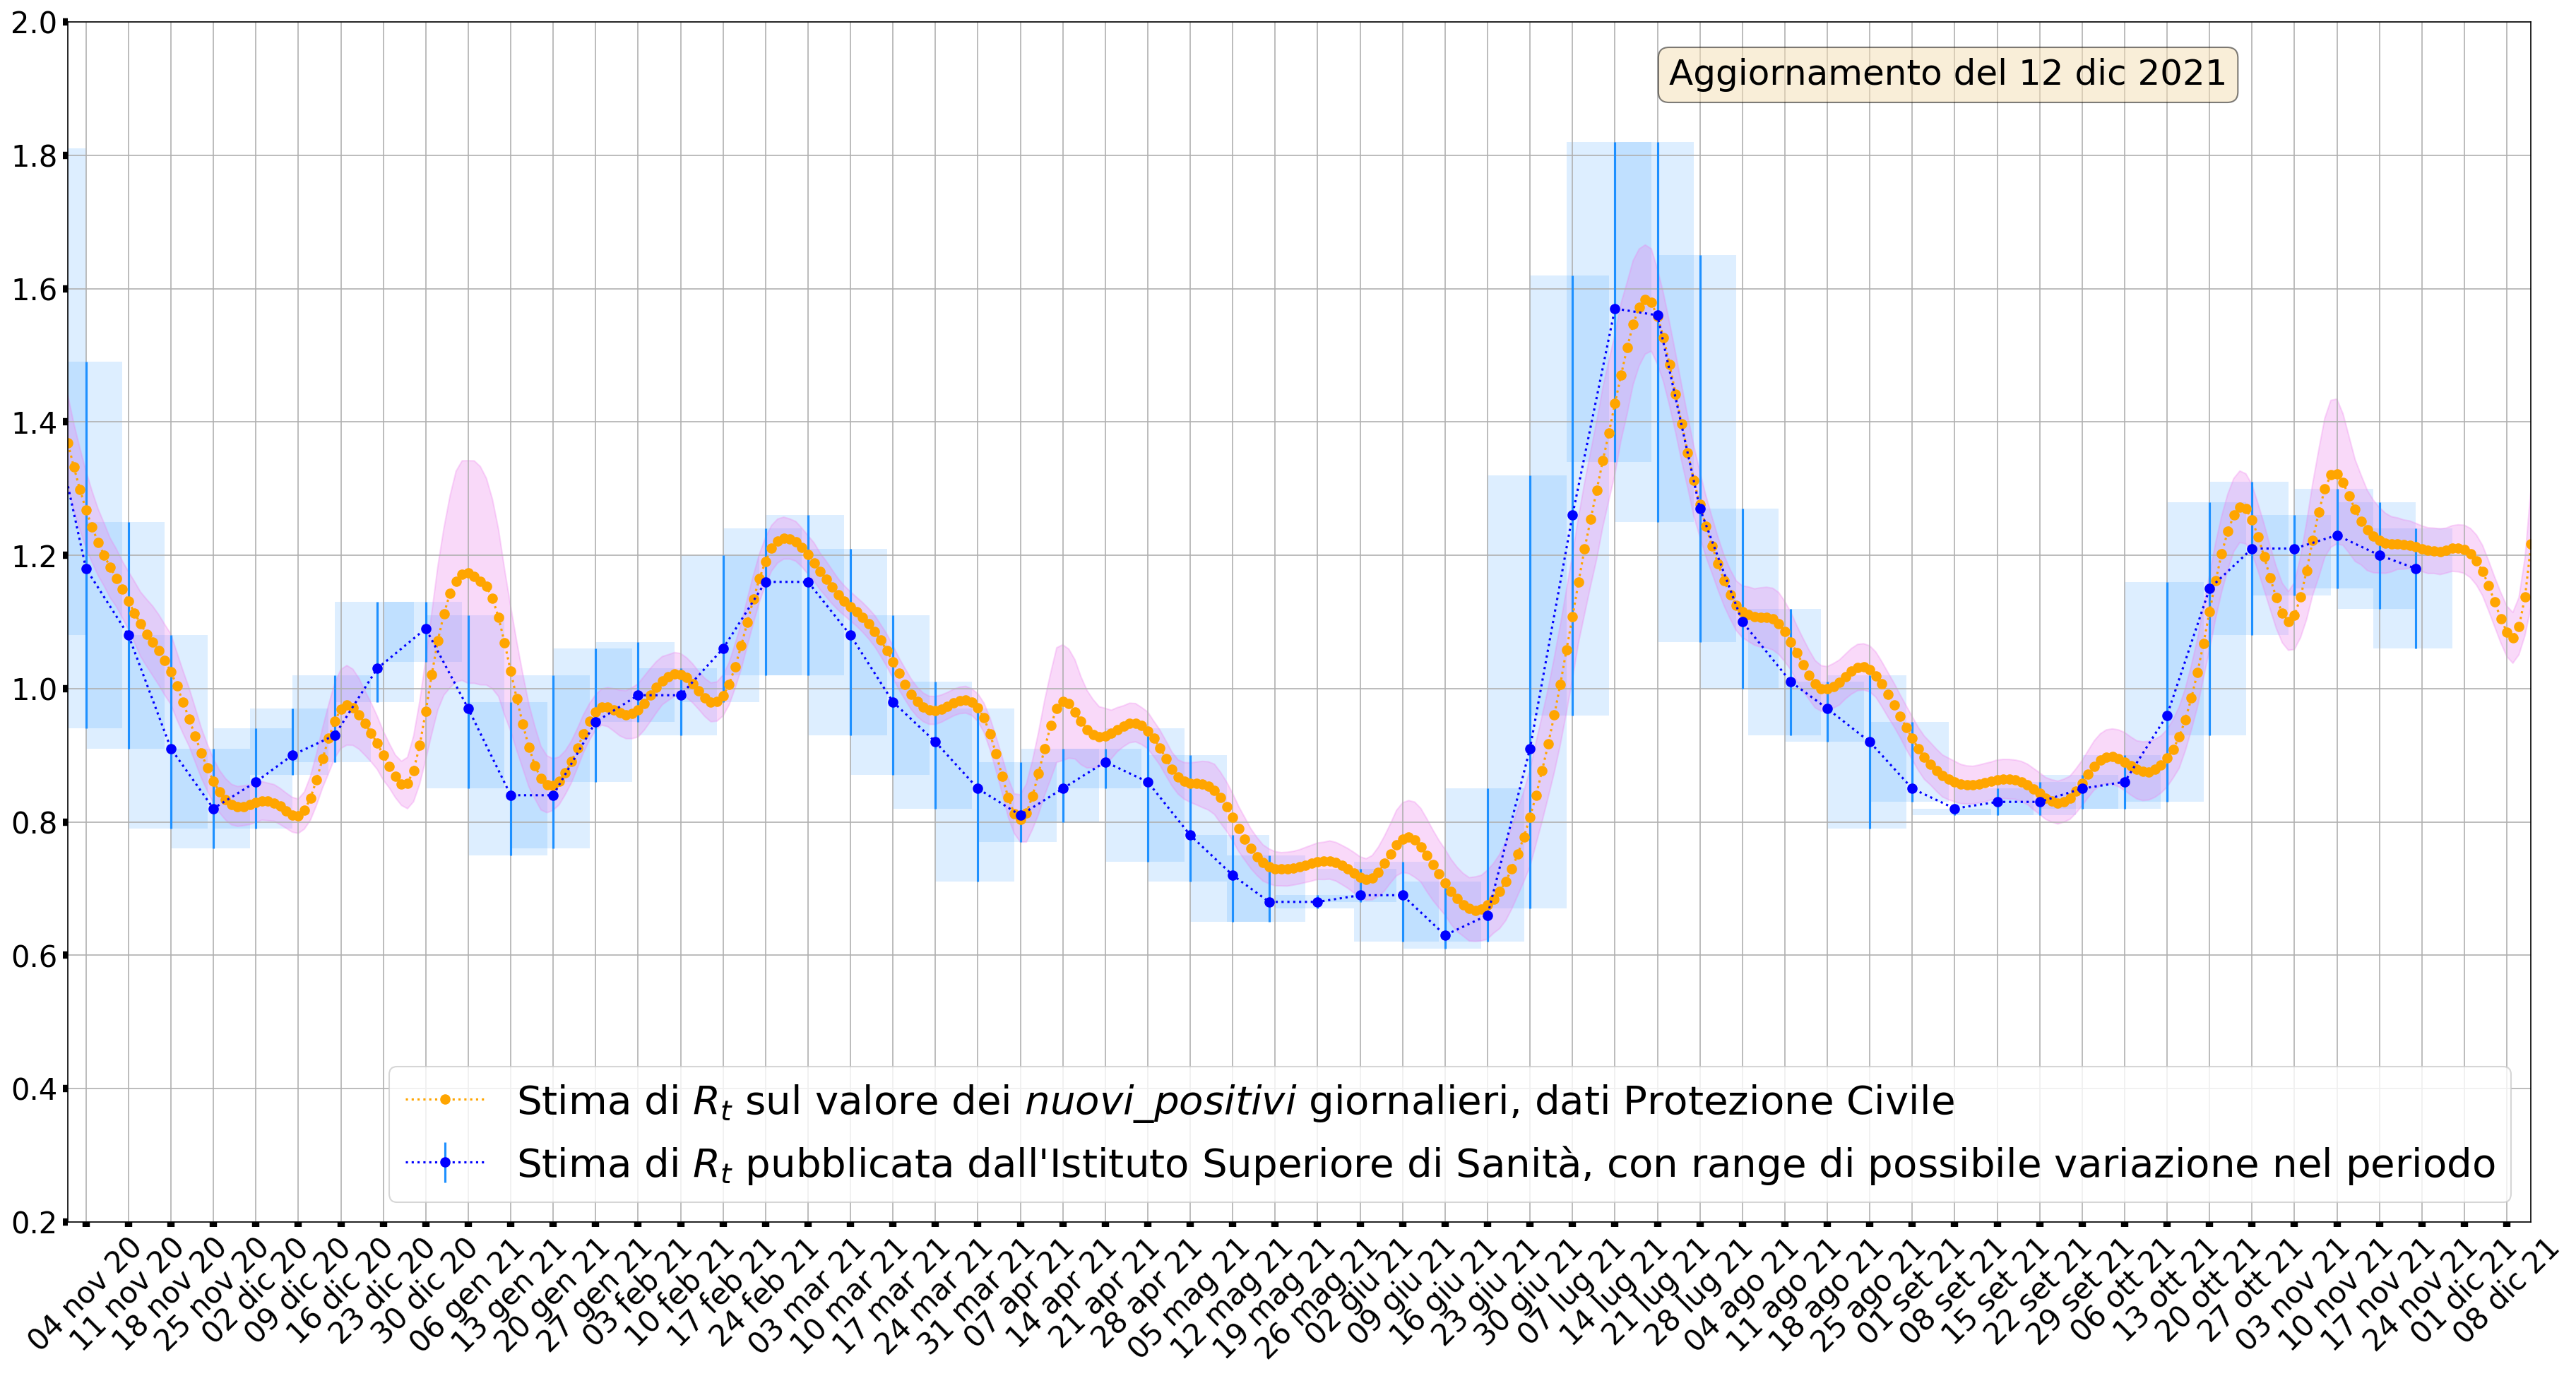 2.0
1.8
1.6
1.4
1.2
1.0
0.8
0.6
0.4
0.2
Aggiornamento del 12 dic 2021
Stima di Rt sul valore dei nuovi_positivi giornalieri, dati Protezione Civile
Stima di Rt pubblicata dall'Istituto Superiore di Sanità, con range di possibile variazione nel periodo
04 nov 20
11 nov 20
18 nov 20
25 nov 20
02 dic 20
09 dic 20
16 dic 20
23 dic 20
30 dic 20
06 gen 21
13 gen 21
20 gen 21
27 gen 21
03 feb 21
10 feb 21
17 feb 21
24 feb 21
03 mar 21
10 mar 21
17 mar 21
24 mar 21
31 mar 21
07 apr 21
14 apr 21
21 apr 21
28 apr 21
05 mag 21
12 mag 21
19 mag 21
26 mag 21
02 giu 21
09 giu 21
16 giu 21
23 giu 21
30 giu 21
07 lug 21
14 lug 21
21 lug 21
28 lug 21
04 ago 21
11 ago 21
18 ago 21
25 ago 21
01 set 21
08 set 21
15 set 21
22 set 21
29 set 21
06 ott 21
13 ott 21
20 ott 21
27 ott 21
03 nov 21
10 nov 21
17 nov 21
24 nov 21
01 dic 21
08 dic 21